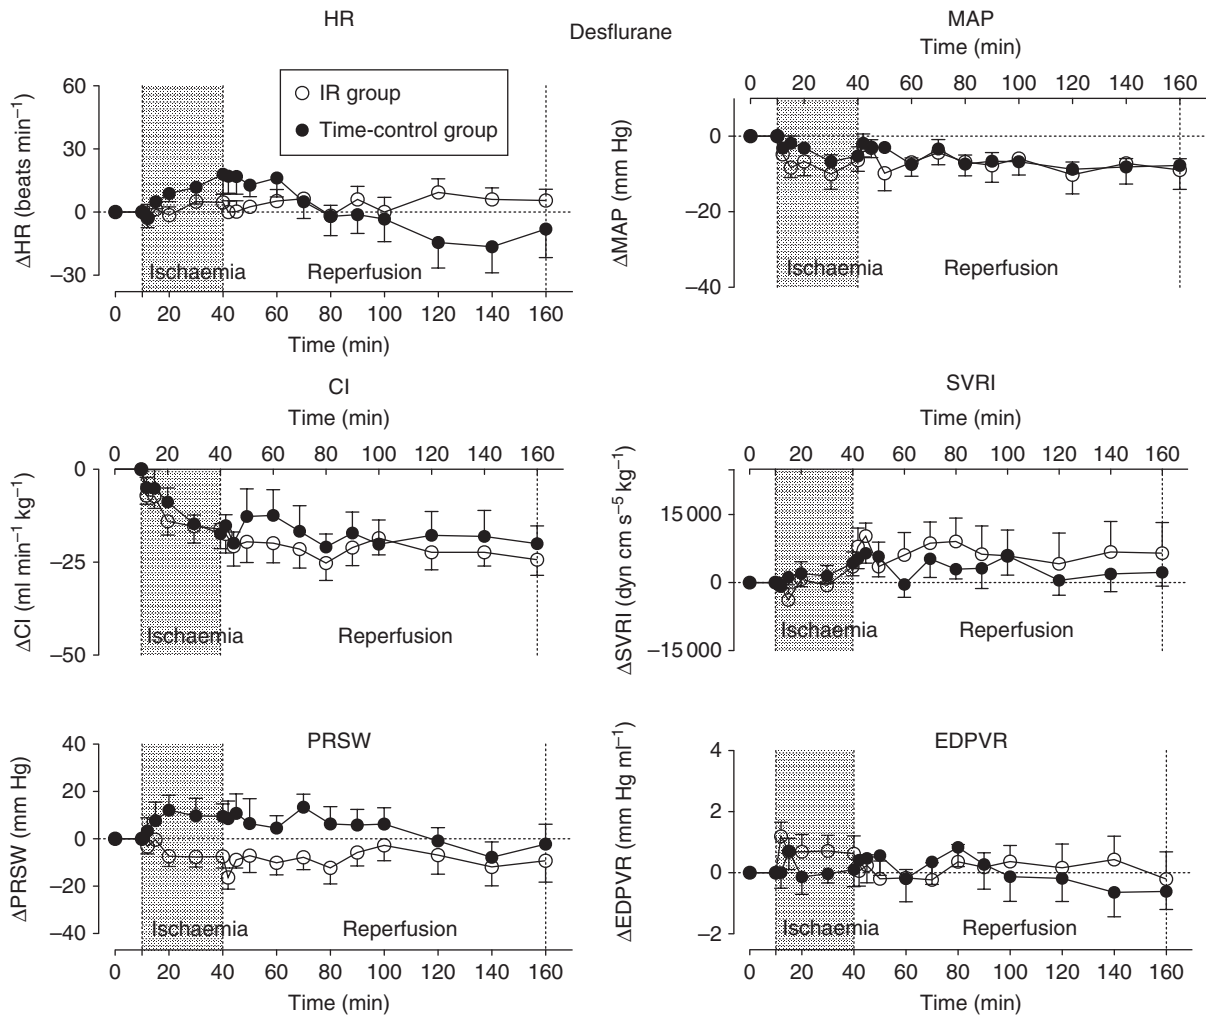 Desflurane
HR
ΔHR (beats min⁻¹)
60
30
0
−30
IR group
Time-control group
Ischaemia
Reperfusion
0 20 40 60 80 100 120 140 160
Time (min)
MAP
Time (min)
0 20 40 60 80 100 120 140 160
ΔMAP (mm Hg)
0
−20
−40
Ischaemia
Reperfusion
CI
Time (min)
0 20 40 60 80 100 120 140 160
ΔCI (ml min⁻¹ kg⁻¹)
0
−25
−50
Ischaemia
Reperfusion
SVRI
Time (min)
0 20 40 60 80 100 120 140 160
ΔSVRI (dyn cm s⁻⁵ kg⁻¹)
15 000
0
−15 000
Ischaemia
Reperfusion
PRSW
ΔPRSW (mm Hg)
40
20
0
−20
−40
Ischaemia
Reperfusion
0 20 40 60 80 100 120 140 160
Time (min)
EDPVR
ΔEDPVR (mm Hg ml⁻¹)
4
2
0
−2
Ischaemia
Reperfusion
0 20 40 60 80 100 120 140 160
Time (min)